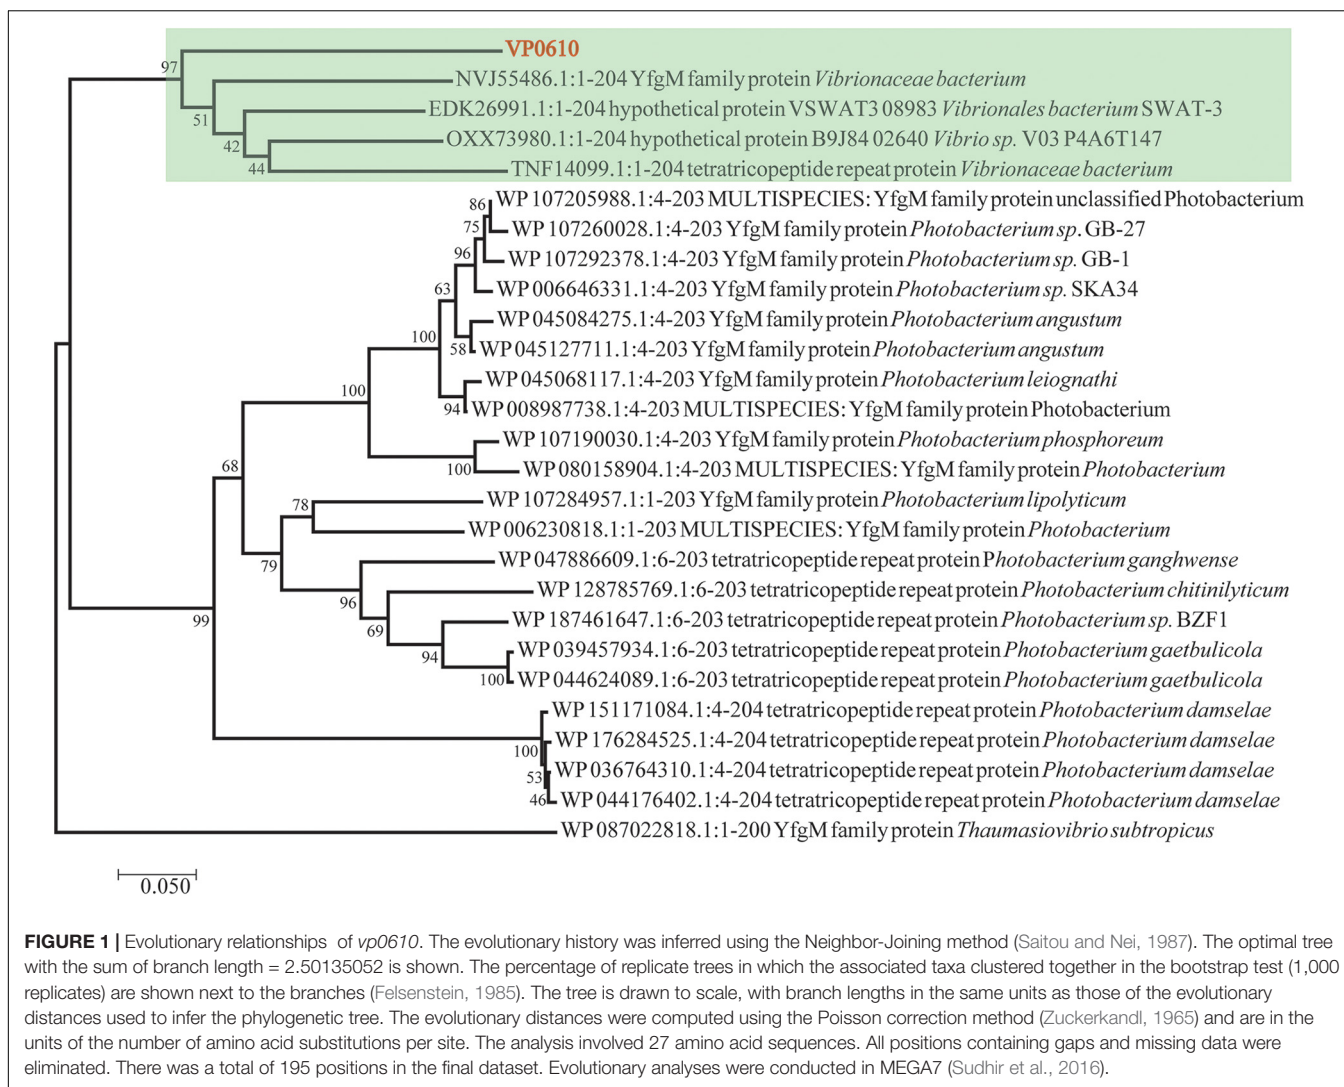 VP0610
97
NVJ55486.1:1-204 YfgM family protein Vibrionaceae bacterium
51
EDK26991.1:1-204 hypothetical protein VSWAT3 08983 Vibrionales bacterium SWAT-3
42
OXX73980.1:1-204 hypothetical protein B9J84 02640 Vibrio sp. V03 P4A6T147
44
TNF14099.1:1-204 tetratricopeptide repeat protein Vibrionaceae bacterium
86
WP 107205988.1:4-203 MULTISPECIES: YfgM family protein unclassified Photobacterium
75
WP 107260028.1:4-203 YfgM family protein Photobacterium sp. GB-27
96
WP 107292378.1:4-203 YfgM family protein Photobacterium sp. GB-1
63
WP 006646331.1:4-203 YfgM family protein Photobacterium sp. SKA34
WP 045084275.1:4-203 YfgM family protein Photobacterium angustum
100
58
WP 045127711.1:4-203 YfgM family protein Photobacterium angustum
WP 045068117.1:4-203 YfgM family protein Photobacterium leiognathi
100
94
WP 008987738.1:4-203 MULTISPECIES: YfgM family protein Photobacterium
WP 107190030.1:4-203 YfgM family protein Photobacterium phosphoreum
100
WP 080158904.1:4-203 MULTISPECIES: YfgM family protein Photobacterium
68
WP 107284957.1:1-203 YfgM family protein Photobacterium lipolyticum
78
WP 006230818.1:1-203 MULTISPECIES: YfgM family protein Photobacterium
79
WP 047886609.1:6-203 tetratricopeptide repeat protein Photobacterium ganghwense
WP 128785769.1:6-203 tetratricopeptide repeat protein Photobacterium chitinilyticum
96
WP 187461647.1:6-203 tetratricopeptide repeat protein Photobacterium sp. BZF1
99
69
WP 039457934.1:6-203 tetratricopeptide repeat protein Photobacterium gaetbulicola
94
100
WP 044624089.1:6-203 tetratricopeptide repeat protein Photobacterium gaetbulicola
WP 151171084.1:4-204 tetratricopeptide repeat protein Photobacterium damselae
100
WP 176284525.1:4-204 tetratricopeptide repeat protein Photobacterium damselae
53
WP 036764310.1:4-204 tetratricopeptide repeat protein Photobacterium damselae
46
WP 044176402.1:4-204 tetratricopeptide repeat protein Photobacterium damselae
WP 087022818.1:1-200 YfgM family protein Thaumasiovibrio subtropicus
0.050
FIGURE 1 | Evolutionary relationships of vp0610. The evolutionary history was inferred using the Neighbor-Joining method (Saitou and Nei, 1987). The optimal tree
with the sum of branch length = 2.50135052 is shown. The percentage of replicate trees in which the associated taxa clustered together in the bootstrap test (1,000
replicates) are shown next to the branches (Felsenstein, 1985). The tree is drawn to scale, with branch lengths in the same units as those of the evolutionary
distances used to infer the phylogenetic tree. The evolutionary distances were computed using the Poisson correction method (Zuckerkandl, 1965) and are in the
units of the number of amino acid substitutions per site. The analysis involved 27 amino acid sequences. All positions containing gaps and missing data were
eliminated. There was a total of 195 positions in the final dataset. Evolutionary analyses were conducted in MEGA7 (Sudhir et al., 2016).